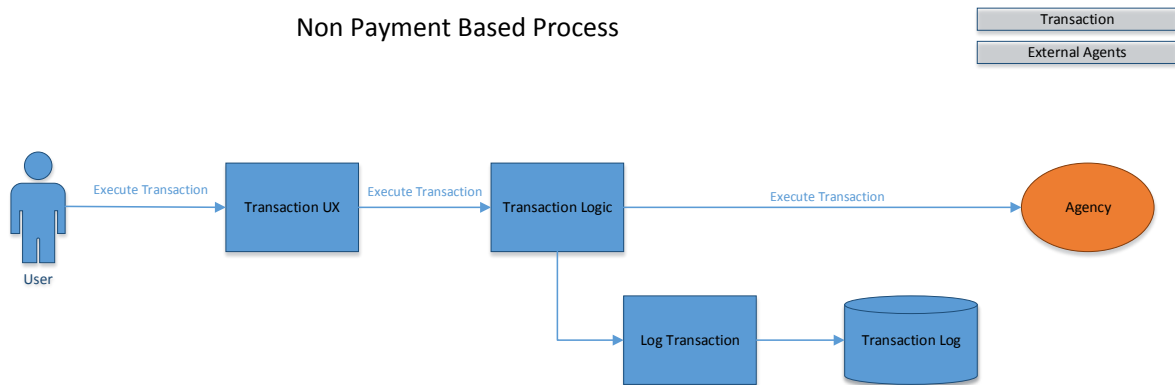 Non Payment Based Process
Transaction
External Agents
Execute Transaction
Execute Transaction
Execute Transaction
Transaction UX
Transaction Logic
Agency
User
Log Transaction
Transaction Log